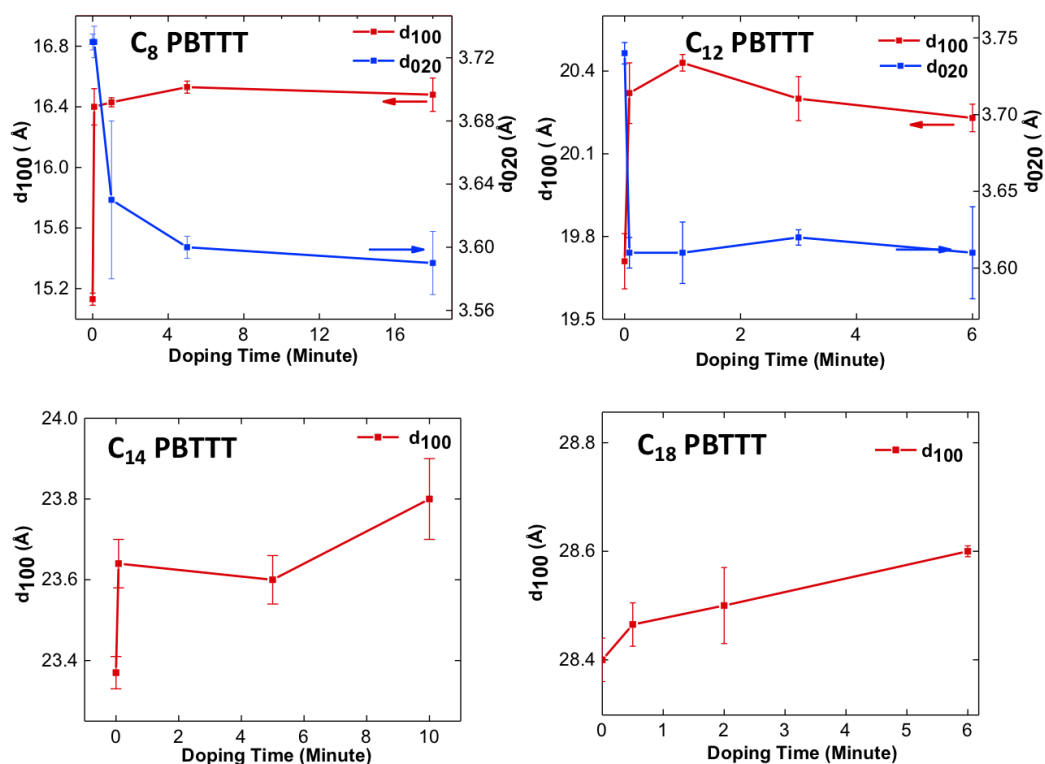 C8 PBTTT
d100
d020
16.8
16.4
16.0
15.6
15.2
d100 (Å)
3.72
3.68
3.64
3.60
3.56
d020 (Å)
0 4 8 12 16
Doping Time (Minute)
C12 PBTTT
d100
d020
20.4
20.1
19.8
19.5
d100 (Å)
3.75
3.70
3.65
3.60
d020 (Å)
0 2 4 6
Doping Time (Minute)
C14 PBTTT
d100
24.0
23.8
23.6
23.4
d100 (Å)
0 2 4 6 8 10
Doping Time (Minute)
C18 PBTTT
d100
28.8
28.6
28.4
d100 (Å)
0 1 2 3 4 5 6
Doping Time (Minute)